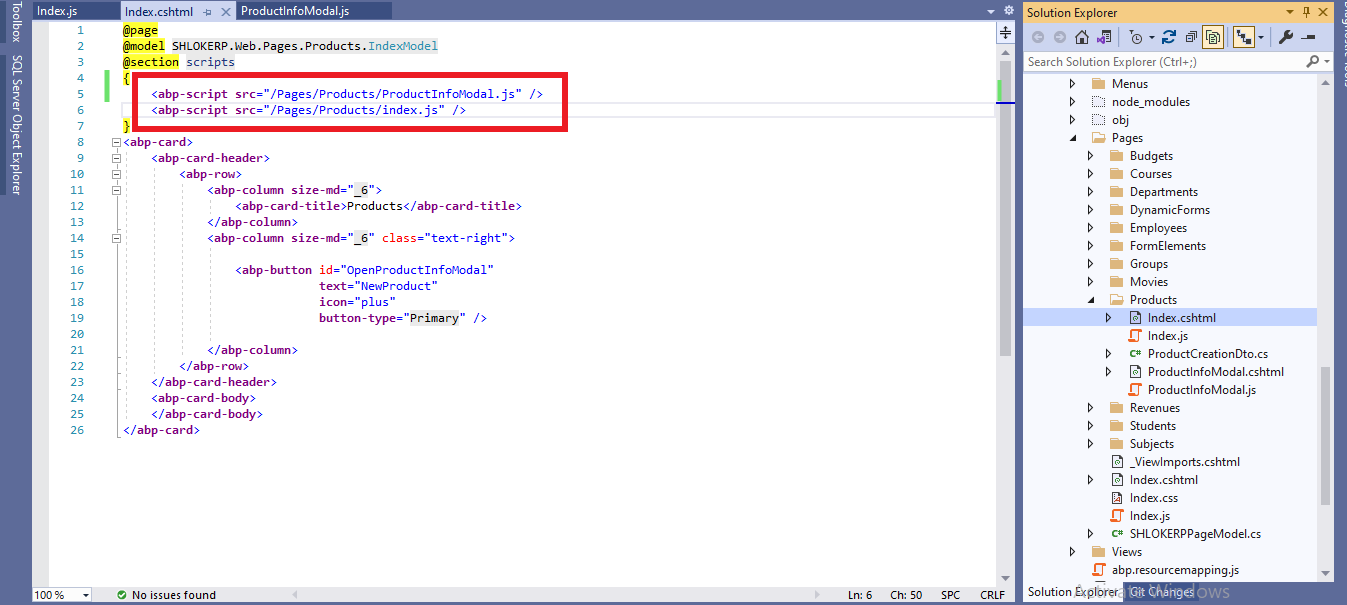 Index.js
Index.cshtml
ProductInfoModal.js
Toolbox
SQL Server Object Explorer
1 @page
2 @model SHLOKERP.Web.Pages.Products.IndexModel
3 @section scripts
4 {
5 <abp-script src="/Pages/Products/ProductInfoModal.js" />
6 <abp-script src="/Pages/Products/index.js" />
7 }
8 <abp-card>
9 <abp-card-header>
10 <abp-row>
11 <abp-column size-md="_6">
12 <abp-card-title>Products</abp-card-title>
13 </abp-column>
14 <abp-column size-md="_6" class="text-right">
15
16 <abp-button id="OpenProductInfoModal"
17 text="NewProduct"
18 icon="plus"
19 button-type="Primary" />
20
21 </abp-column>
22 </abp-row>
23 </abp-card-header>
24 <abp-card-body>
25 </abp-card-body>
26 </abp-card>
100 %
No issues found
Ln: 6
Ch: 50
SPC
CRLF
Solution Explorer
Search Solution Explorer (Ctrl+;)
Menus
node_modules
obj
Pages
Budgets
Courses
Departments
DynamicForms
Employees
FormElements
Groups
Movies
Products
Index.cshtml
Index.js
C# ProductCreationDto.cs
ProductInfoModal.cshtml
ProductInfoModal.js
Revenues
Students
Subjects
_ViewImports.cshtml
Index.cshtml
Index.css
Index.js
C# SHLOKERPPageModel.cs
Views
abp.resourcemapping.js
Solution Explorer
Git Changes
Activate Windows